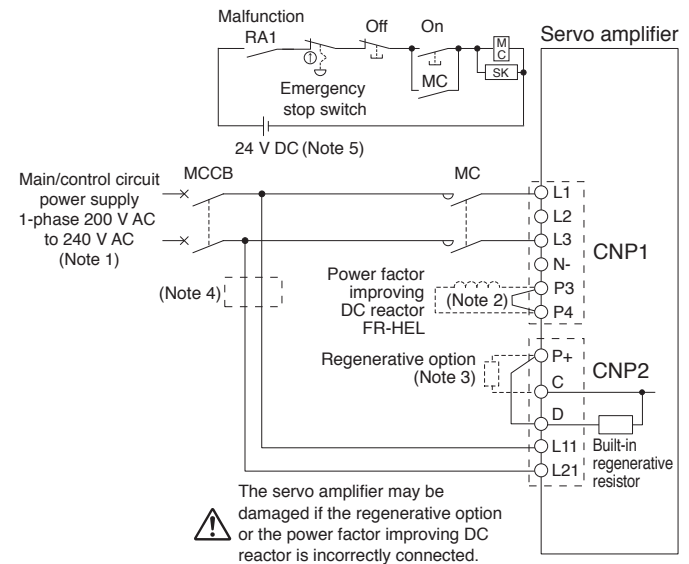 Malfunction
RA1
Off
On
Servo amplifier
M
C
SK
MC
Emergency
stop switch
24 V DC (Note 5)
Main/control circuit
power supply
1-phase 200 V AC
to 240 V AC
(Note 1)
MCCB
MC
L1
L2
L3
N-
P3
P4
CNP1
(Note 4)
Power factor
improving
DC reactor
FR-HEL
(Note 2)
Regenerative option
(Note 3)
P+
C
D
L11
L21
CNP2
Built-in
regenerative
resistor
The servo amplifier may be
damaged if the regenerative option
or the power factor improving DC
reactor is incorrectly connected.